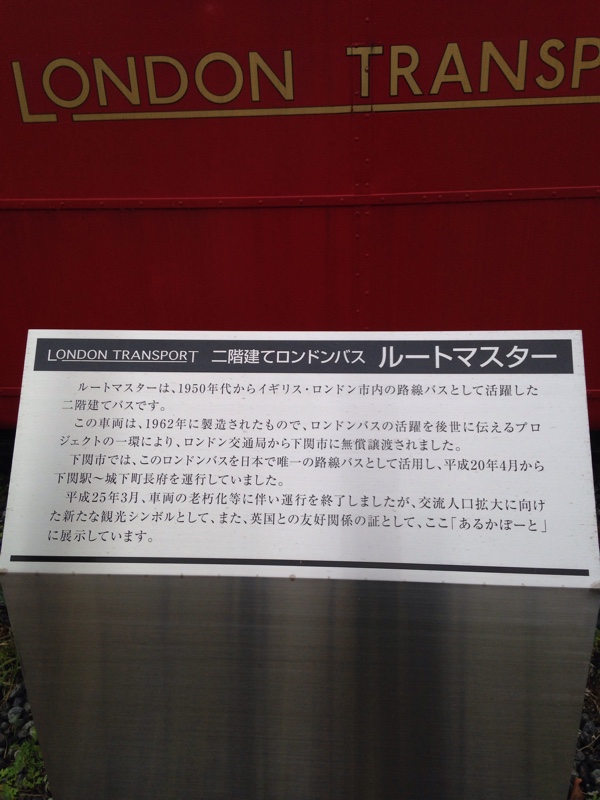 LONDON TRANSP
LONDON TRANSPORT 二階建てロンドンバス ルートマスター
ルートマスターは、1950年代からイギリス・ロンドン市内の路線バスとして活躍した
二階建てバスです。
この車両は、1962年に製造されたもので、ロンドンバスの活躍を後世に伝えるプロ
ジェクトの一環により、ロンドン交通局から下関市に無償譲渡されました。
下関市では、このロンドンバスを日本で唯一の路線バスとして活用し、平成20年4月から
下関駅～城下町長府を運行していました。
平成25年3月、車両の老朽化等に伴い運行を終了しましたが、交流人口拡大に向け
た新たな観光シンボルとして、また、英国との友好関係の証として、ここ「あるかぽーと」
に展示しています。